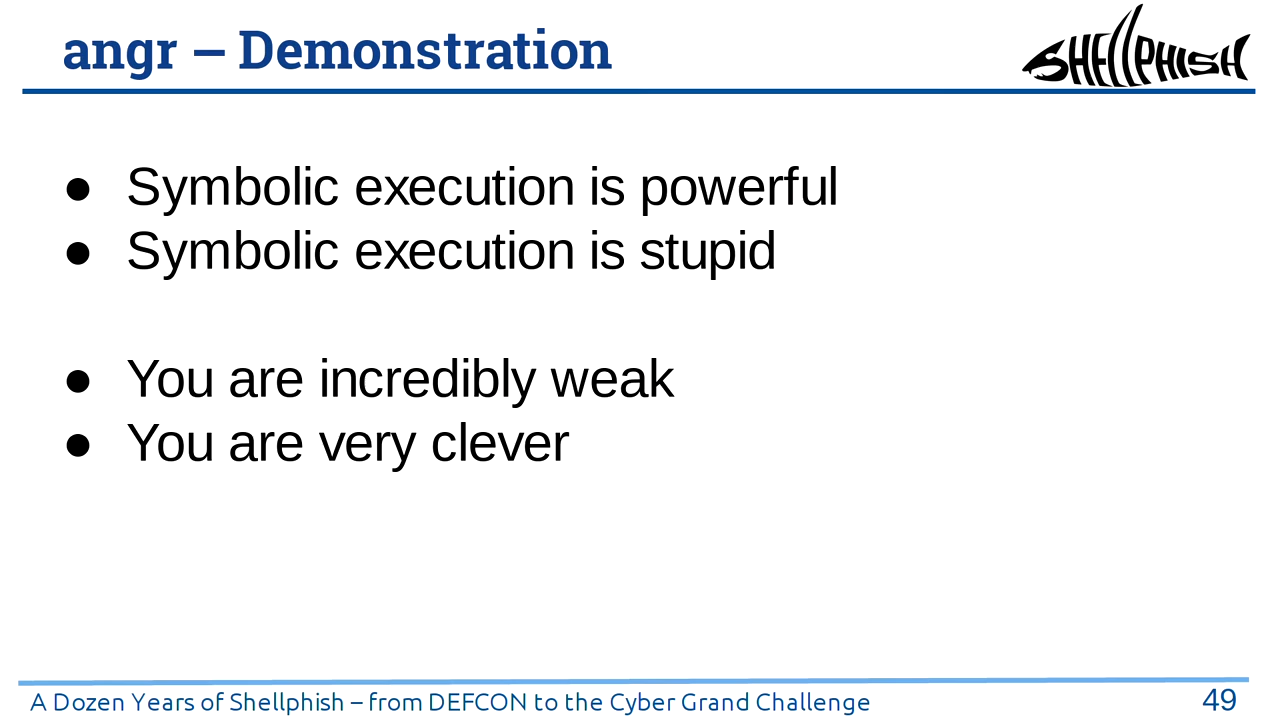 angr – Demonstration
SHELLPHISH
● Symbolic execution is powerful
● Symbolic execution is stupid
● You are incredibly weak
● You are very clever
A Dozen Years of Shellphish – from DEFCON to the Cyber Grand Challenge
49